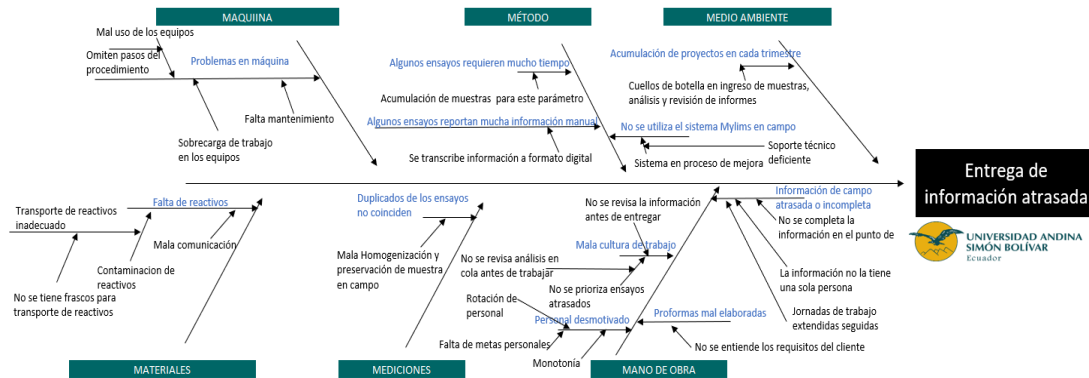 MAQUIINA
MÉTODO
MEDIO AMBIENTE
Mal uso de los equipos
Omiten pasos del
procedimiento
Problemas en máquina
Falta mantenimiento
Sobrecarga de trabajo
en los equipos
Algunos ensayos requieren mucho tiempo
Acumulación de muestras para este parámetro
Algunos ensayos reportan mucha información manual
Se transcribe información a formato digital
Acumulación de proyectos en cada trimestre
Cuellos de botella en ingreso de muestras,
análisis y revisión de informes
No se utiliza el sistema Mylims en campo
Soporte técnico
deficiente
Sistema en proceso de mejora
Entrega de
información atrasada
UNIVERSIDAD ANDINA
SIMÓN BOLÍVAR
Ecuador
Transporte de reactivos
inadecuado
Falta de reactivos
Mala comunicación
Contaminacion de
reactivos
No se tiene frascos para
transporte de reactivos
Duplicados de los ensayos
no coinciden
Mala Homogenización y
preservación de muestra
en campo
No se revisa la información
antes de entregar
Mala cultura de trabajo
No se revisa análisis en
cola antes de trabajar
No se prioriza ensayos
atrasados
Rotación de
personal
Personal desmotivado
Falta de metas personales
Monotonía
Proformas mal elaboradas
No se entiende los requisitos del cliente
Información de campo
atrasada o incompleta
No se completa la
información en el punto de
La información no la tiene
una sola persona
Jornadas de trabajo
extendidas seguidas
MATERIALES
MEDICIONES
MANO DE OBRA